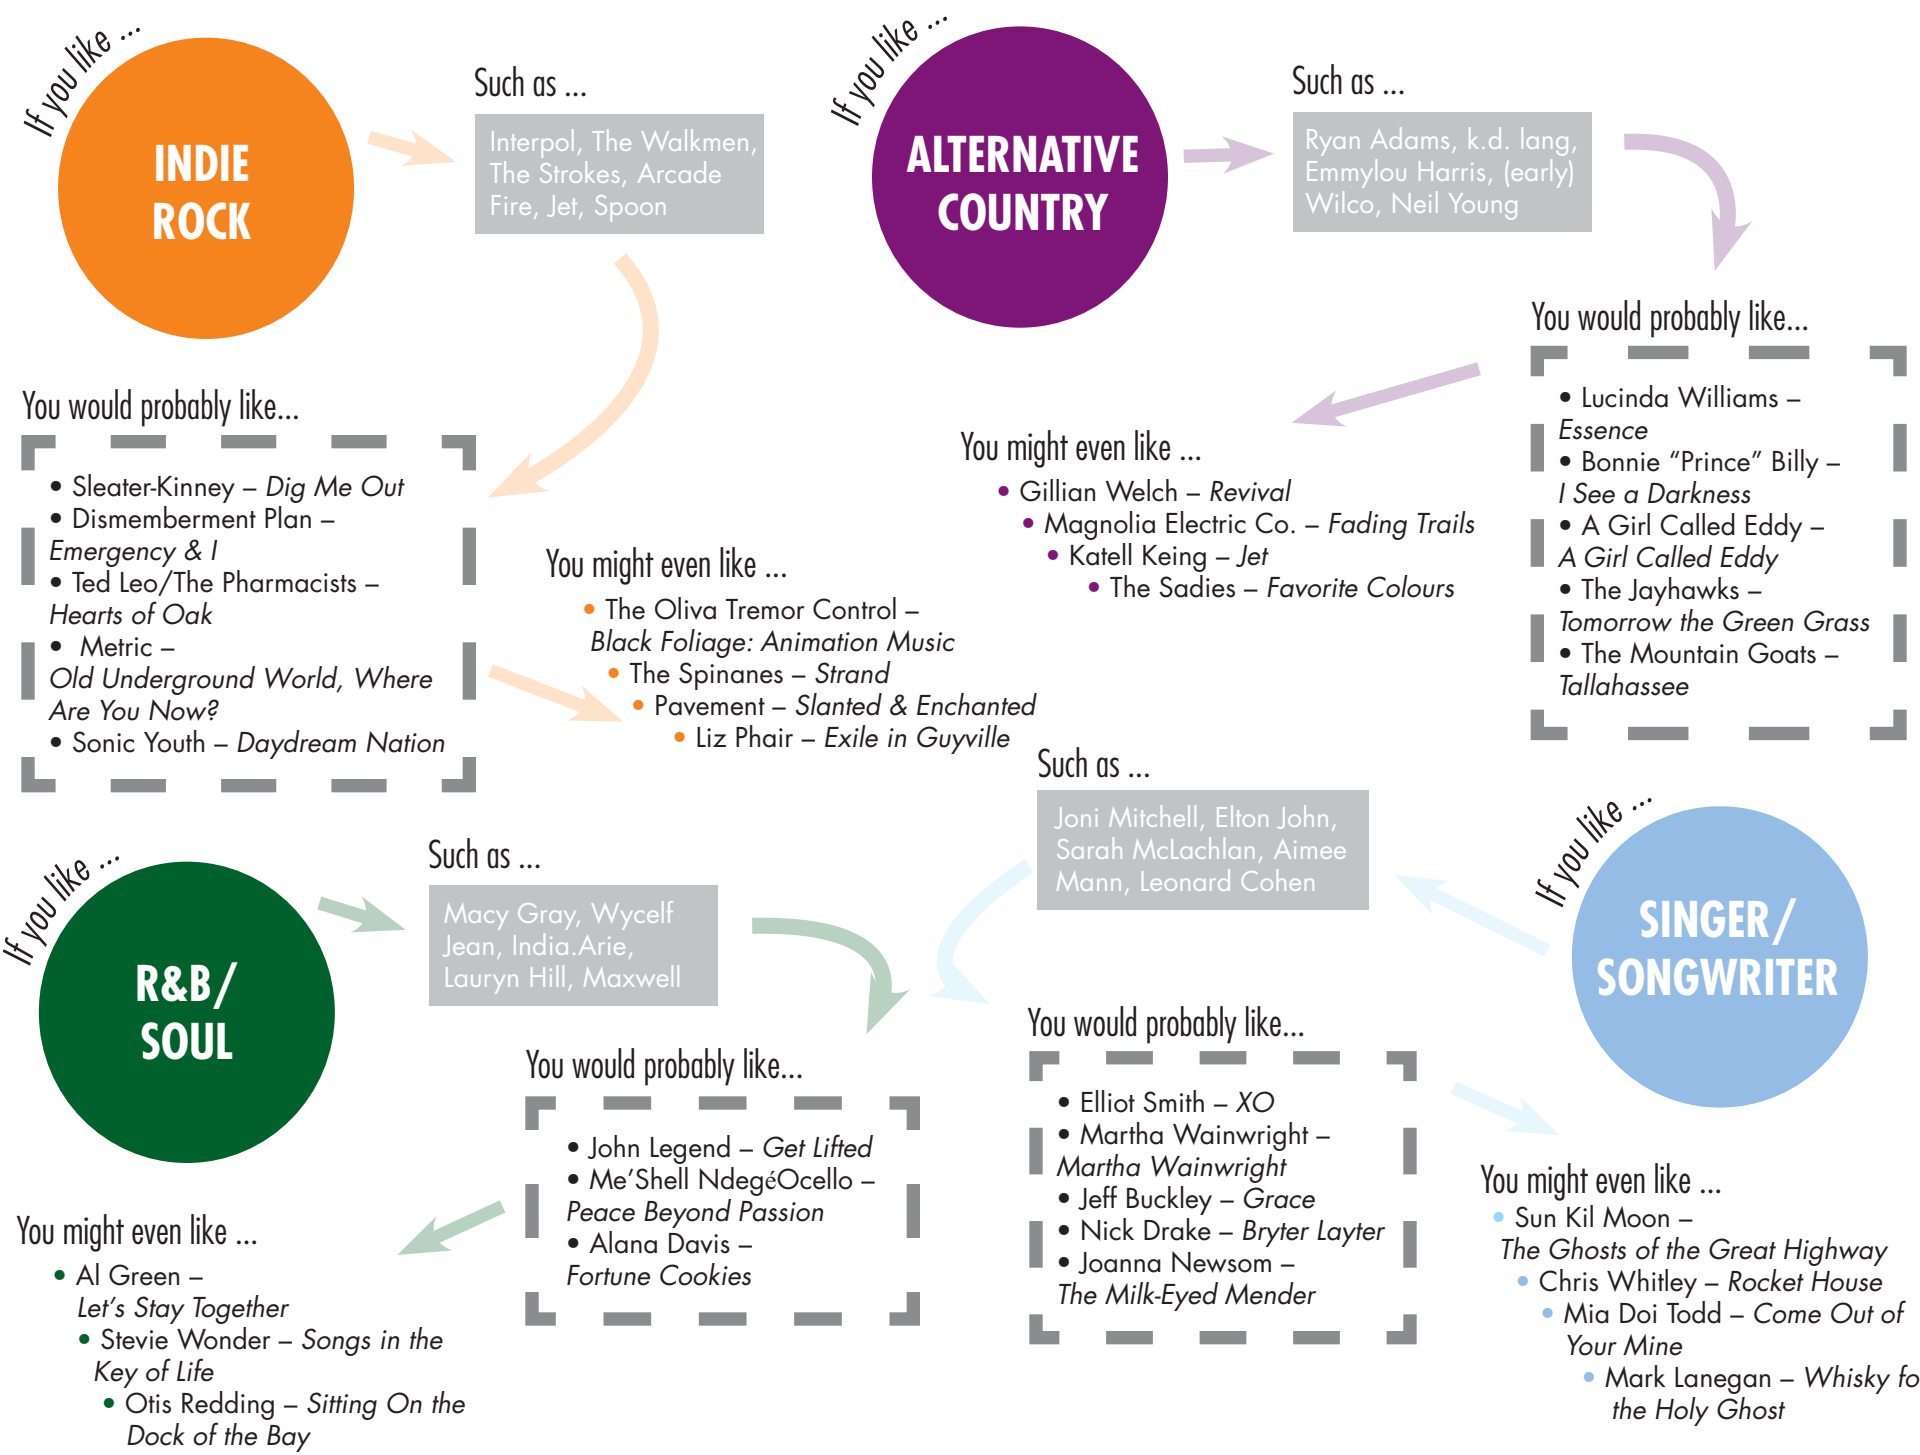 If you like ...
INDIE
ROCK
Such as ...
Interpol, The Walkmen,
The Strokes, Arcade
Fire, Jet, Spoon
You would probably like...
• Sleater-Kinney – Dig Me Out
• Dismemberment Plan –
Emergency & I
• Ted Leo/The Pharmacists –
Hearts of Oak
• Metric –
Old Underground World, Where
Are You Now?
• Sonic Youth – Daydream Nation
You might even like ...
• The Oliva Tremor Control –
Black Foliage: Animation Music
• The Spinanes – Strand
• Pavement – Slanted & Enchanted
• Liz Phair – Exile in Guyville
If you like ...
ALTERNATIVE
COUNTRY
Such as ...
Ryan Adams, k.d. lang,
Emmylou Harris, (early)
Wilco, Neil Young
You would probably like...
• Lucinda Williams –
Essence
• Bonnie “Prince” Billy –
I See a Darkness
• A Girl Called Eddy –
A Girl Called Eddy
• The Jayhawks –
Tomorrow the Green Grass
• The Mountain Goats –
Tallahassee
You might even like ...
• Gillian Welch – Revival
• Magnolia Electric Co. – Fading Trails
• Katell Keing – Jet
• The Sadies – Favorite Colours
If you like ...
R&B/
SOUL
Such as ...
Macy Gray, Wycelf
Jean, India.Arie,
Lauryn Hill, Maxwell
You would probably like...
• John Legend – Get Lifted
• Me’Shell NdegéOcello –
Peace Beyond Passion
• Alana Davis –
Fortune Cookies
You might even like ...
• Al Green –
Let’s Stay Together
• Stevie Wonder – Songs in the
Key of Life
• Otis Redding – Sitting On the
Dock of the Bay
If you like ...
SINGER/
SONGWRITER
Such as ...
Joni Mitchell, Elton John,
Sarah McLachlan, Aimee
Mann, Leonard Cohen
You would probably like...
• Elliot Smith – XO
• Martha Wainwright –
Martha Wainwright
• Jeff Buckley – Grace
• Nick Drake – Bryter Layter
• Joanna Newsom –
The Milk-Eyed Mender
You might even like ...
• Sun Kil Moon –
The Ghosts of the Great Highway
• Chris Whitley – Rocket House
• Mia Doi Todd – Come Out of
Your Mine
• Mark Lanegan – Whisky fo
the Holy Ghost